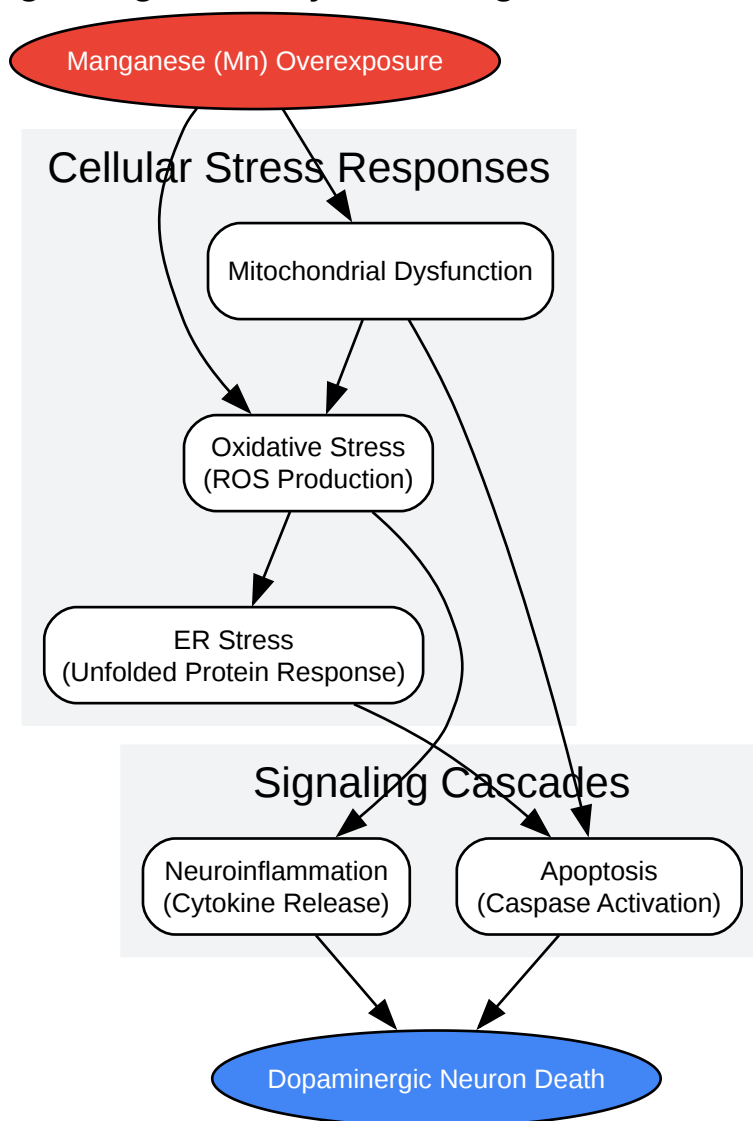 Manganese (Mn) Overexposure
Cellular Stress Responses
Mitochondrial Dysfunction
Oxidative Stress
(ROS Production)
ER Stress
(Unfolded Protein Response)
Signaling Cascades
Neuroinflammation
(Cytokine Release)
Apoptosis
(Caspase Activation)
Dopaminergic Neuron Death